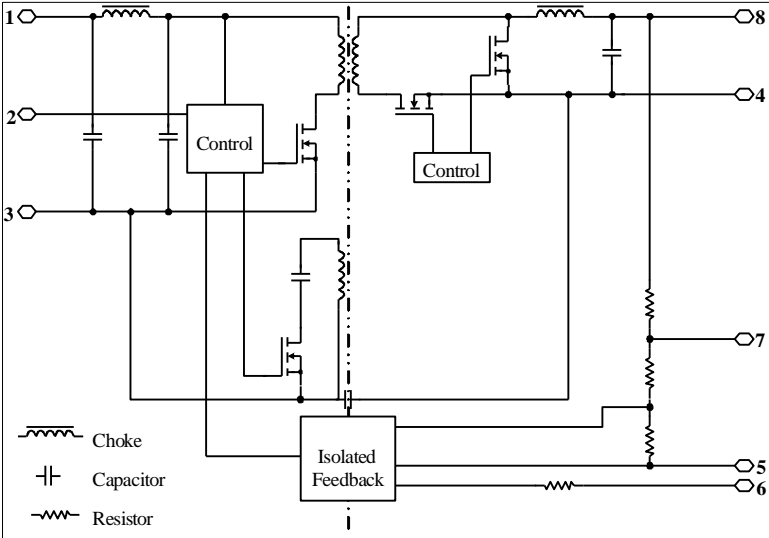 1
8
2
4
Control
Control
3
7
Choke
Isolated
Feedback
5
Capacitor
6
Resistor